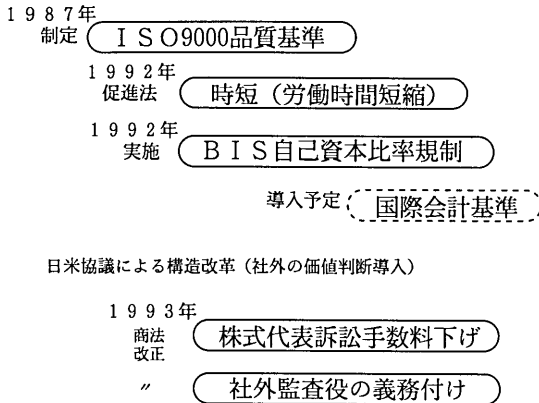 1987年
制定 ISO9000品質基準
1992年
促進法 時短（労働時間短縮）
1992年
実施 BIS自己資本比率規制
導入予定 国際会計基準
日米協議による構造改革（社外の価値判断導入）
1993年
商法改正 株式代表訴訟手数料下げ
〃 社外監査役の義務付け